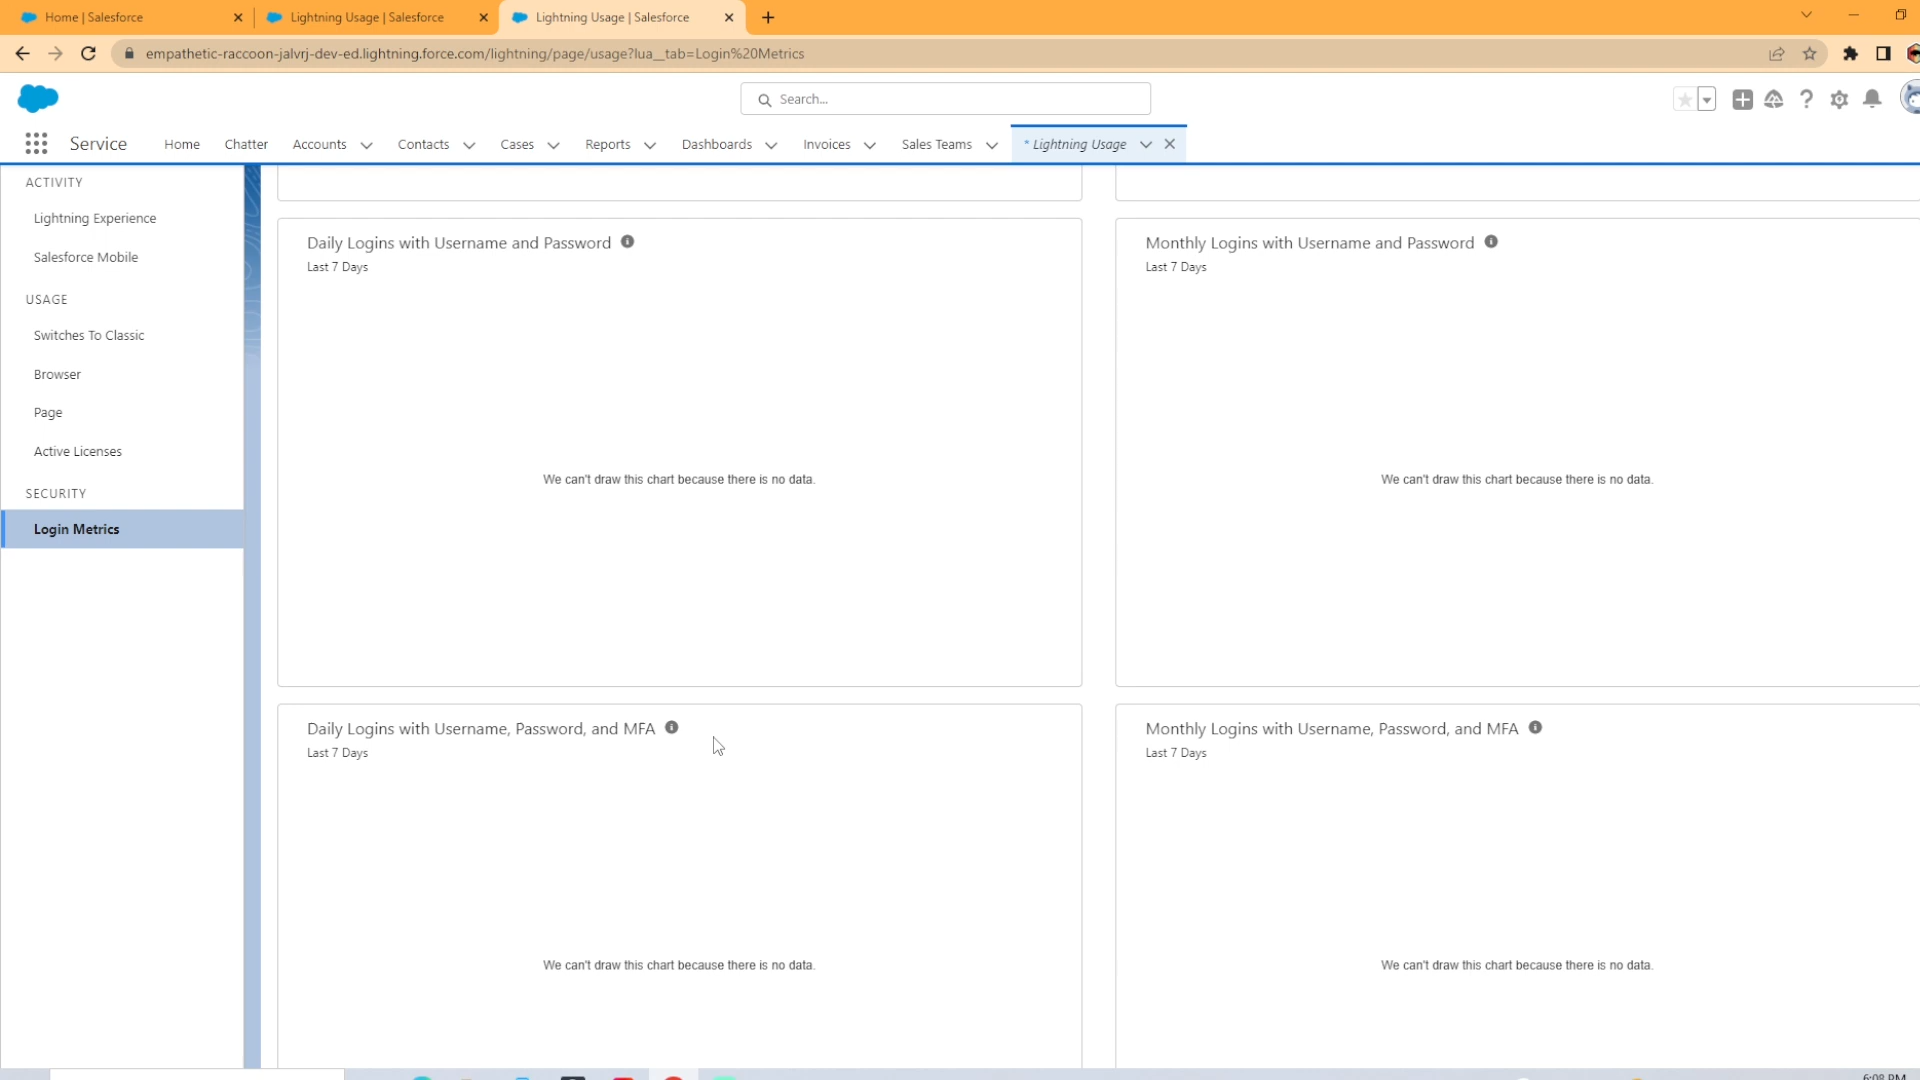 Home | Salesforce
Lightning Usage | Salesforce
Lightning Usage | Salesforce
empathetic-raccoon-jalvrj-dev-ed.lightning.force.com/lightning/page/usage?lua__tab=Login%20Metrics
Search...
Service
Home
Chatter
Accounts
Contacts
Cases
Reports
Dashboards
Invoices
Sales Teams
* Lightning Usage
ACTIVITY
Lightning Experience
Salesforce Mobile
USAGE
Switches To Classic
Browser
Page
Active Licenses
SECURITY
Login Metrics
Daily Logins with Username and Password
Last 7 Days
We can't draw this chart because there is no data.
Monthly Logins with Username and Password
Last 7 Days
We can't draw this chart because there is no data.
Daily Logins with Username, Password, and MFA
Last 7 Days
We can't draw this chart because there is no data.
Monthly Logins with Username, Password, and MFA
Last 7 Days
We can't draw this chart because there is no data.
6:08 PM